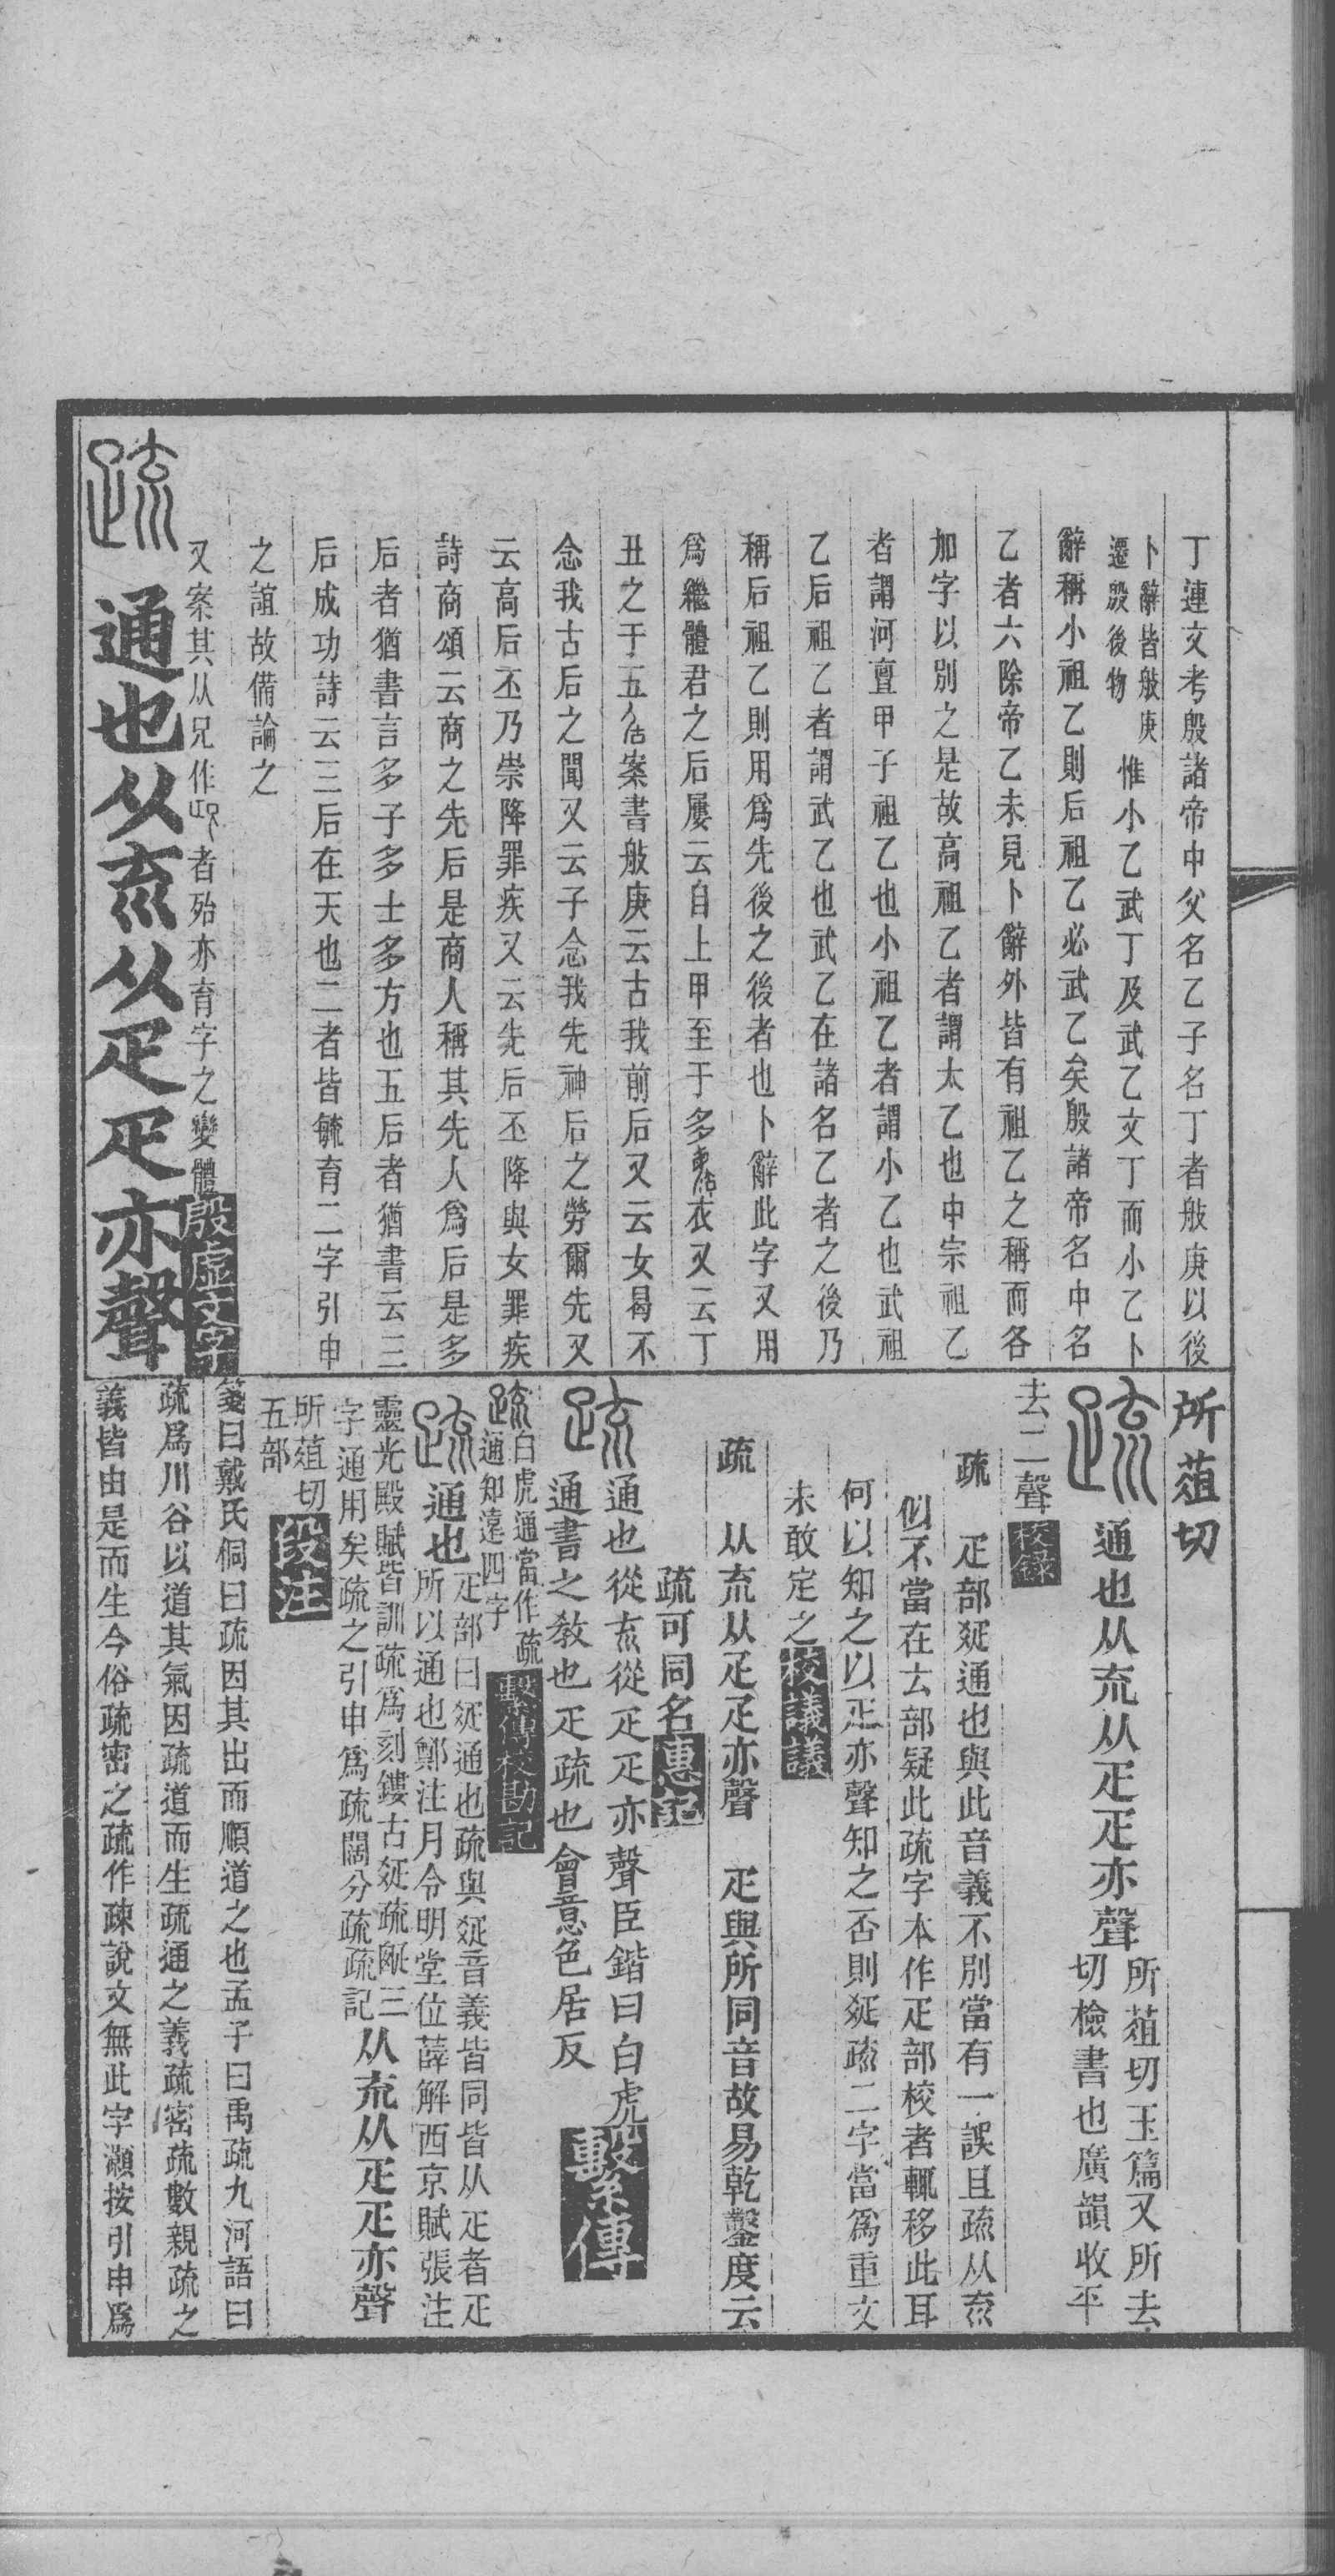 丁連文考殷諸帝中父名乙子名丁者般庚以後
卜辭皆般庚
遷殷後物
惟小乙武丁及武乙文丁而小乙卜
辭稱小祖乙則后祖乙必武乙矣殷諸帝名中名
乙者六除帝乙未見卜辭外皆有祖乙之稱而各
加字以別之是故高祖乙者謂大乙也中宗祖乙
者謂河亶甲子祖乙也小祖乙者謂小乙也武祖
乙后祖乙者謂武乙也武乙在諸名乙者之後乃
稱后祖乙則用爲先後之後者也卜辭此字又用
爲繼體君之后屢云自上甲至于多衣又云丁
丑之于五案書般庚云古我前后又云女曷不
念我古后之聞又云予念我先神后之勞爾先又
云高后丕乃崇降罪疾又云先后丕降與女罪疾
詩商頌云商之先后是商人稱其先人爲后是多
后者猶書言多子多士多方也五后者猶書云三
后成功詩云三后在天也二者皆毓育二字引申
之誼故備論之
又案其从兄作者殆亦育字之變體殷虛文字
疏 通也从㐬从疋疋亦聲
所葅切
疏 通也从㐬从疋疋亦聲
所葅切玉篇又所去
切檢書也廣韻收平
去二聲校錄
疏 疋部𤕟通也與此音義不別當有一誤且疏从㐬
似不當在𠫓部疑此疏字本作疋部校者輒移此耳
何以知之以疋亦聲知之否則𤕟疏二字當爲重文
未敢定之校議議
疏 从㐬从疋疋亦聲 疋與所同音故易乾鑿度云
疏可同名惠記
疏 通也從㐬從疋疋亦聲臣鍇曰白虎
通書之敎也疋疏也會意色居反繫傳
疏 白虎通當作疏
通知遠四字
繫傳校勘記
疏 通也
疋部曰𤕟通也疏與𤕟音義皆同皆从疋者疋
所以通也鄭注月令明堂位薛解西京賦張注
靈光殿賦皆訓疏爲刻鏤古𤕟疏𤴙三
字通用矣疏之引申爲疏闊分疏疏記
从㐬从疋疋亦聲
所葅切
五部
段注
箋曰戴氏侗曰疏因其出而順道之也孟子曰禹疏九河語曰
疏爲川谷以道其氣因疏道而生疏通之義疏密疏數親疏之
義皆由是而生今俗疏密之疏作疎說文無此字灝按引申爲